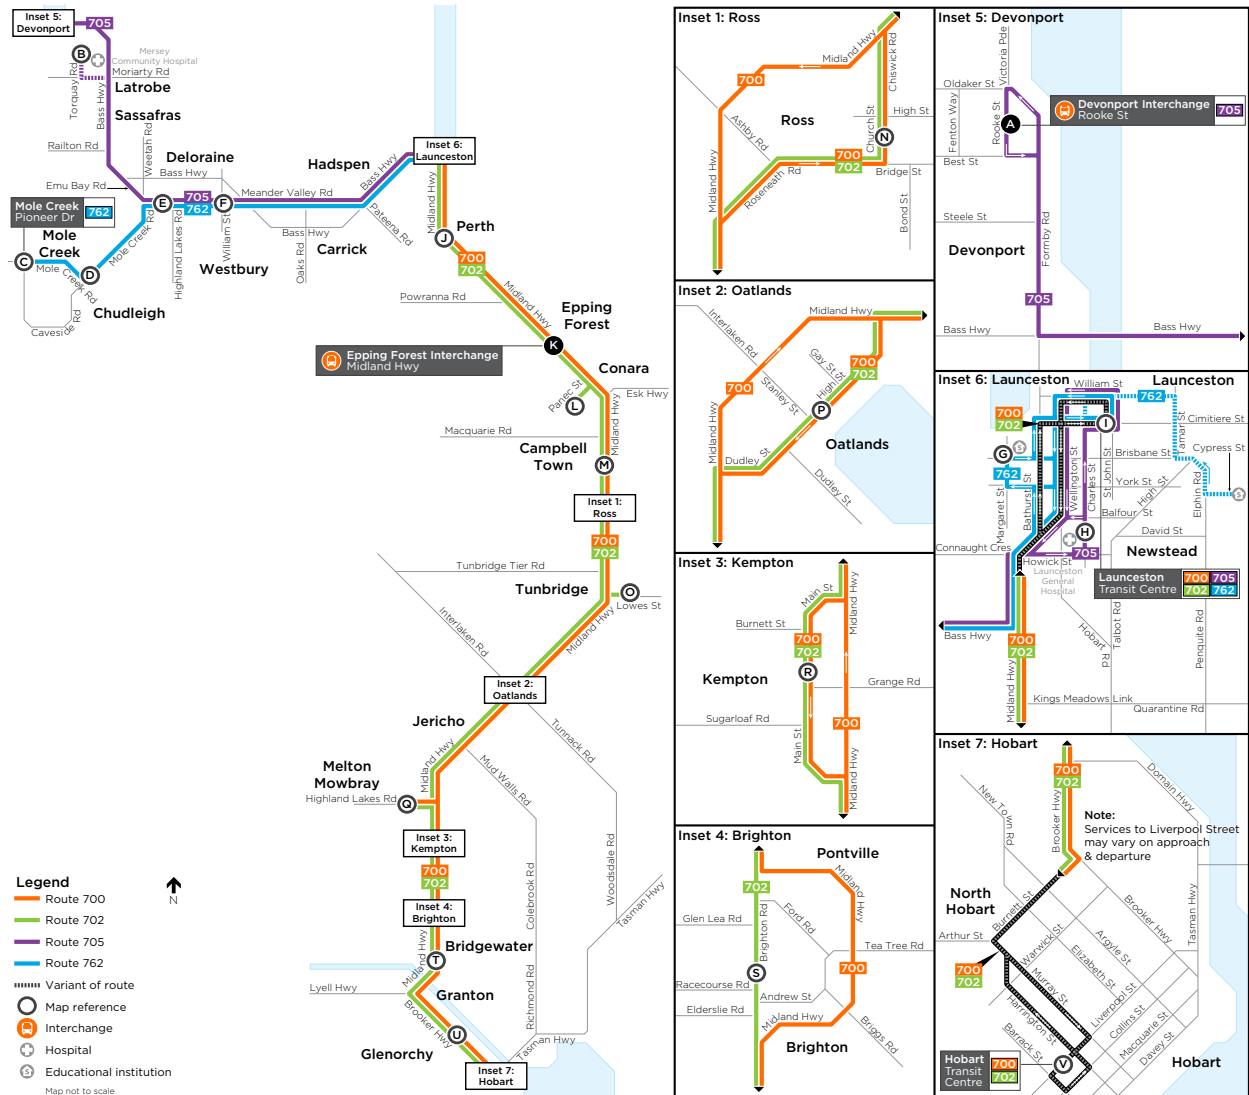 Inset 5:
Devonport
705
B
Mersey
Community Hospital
Moriarty Rd
Torquay Rd
Latrobe
Bass Hwy
Sassafras
Railton Rd
Weetah Rd
Deloraine
Bass Hwy
Emu Bay Rd
Hadspen
Bass Hwy
Inset 6:
Launceston
Mole Creek
Pioneer Dr
762
E
705
762
F
Meander Valley Rd
Mole
Creek
C
Mole Creek Rd
D
Mole Creek Rd
Highland Lakes Rd
William St
Westbury
Bass Hwy
Oaks Rd
Carrick
Pateena Rd
Chudleigh
Caveside Rd
Midland Hwy
J
Perth
700
702
Powranna Rd
Midland Hwy
Epping
Forest
K
Epping Forest Interchange
Midland Hwy
Conara
Esk Hwy
Panec St
L
Midland Hwy
Macquarie Rd
Campbell
Town
M
Inset 1:
Ross
700
702
Tunbridge Tier Rd
Tunbridge
O
Lowes St
Interlaken Rd
Midland Hwy
Inset 2:
Oatlands
Jericho
Midland Hwy
Tunnack Rd
Mud Walls Rd
Melton
Mowbray
Highland Lakes Rd
Q
Inset 3:
Kempton
700
702
Colebrook Rd
Woodsdale Rd
Tasman Hwy
Inset 4:
Brighton
Midland Hwy
Bridgewater
T
Lyell Hwy
Granton
Brooker Hwy
U
Richmond Rd
Glenorchy
Tasman Hwy
Inset 7:
Hobart
Legend
N
Route 700
Route 702
Route 705
Route 762
Variant of route
Map reference
Interchange
Hospital
Educational institution
Map not to scale
Inset 1: Ross
Midland Hwy
Chiswick Rd
700
Ross
High St
Church St
N
Ashby Rd
700
702
Bridge St
Roseneath Rd
Midland Hwy
Bond St
Inset 2: Oatlands
Midland Hwy
Interlaken Rd
Gay St
700
702
700
Stanley St
High St
P
Midland Hwy
Oatlands
Dudley St
Dudley St
Inset 3: Kempton
Main St
Midland Hwy
Burnett St
700
702
Kempton
R
Grange Rd
Sugarloaf Rd
700
Main St
Midland Hwy
Inset 4: Brighton
Pontville
702
Midland Hwy
Glen Lea Rd
Brighton Rd
Ford Rd
Tea Tree Rd
S
700
Racecourse Rd
Andrew St
Elderslie Rd
Midland Hwy
Briggs Rd
Brighton
Inset 5: Devonport
Victoria Pde
Oldaker St
Fenton Way
Rooke St
A
Devonport Interchange
Rooke St
705
Best St
Steele St
Formby Rd
Devonport
705
Bass Hwy
Bass Hwy
Inset 6: Launceston
William St
Launceston
700
702
762
I
Cimitiere St
Tamar St
G
S
762
Brisbane St
Cypress St
Margaret St
Bathurst St
Wellington St
Charles St
St John St
York St
High St
Elphin Rd
S
Balfour St
H
David St
Connaught Cres
705
Newstead
Howick St
Launceston
General
Hospital
Launceston
Transit Centre
700
705
702
762
Bass Hwy
700
702
Hobart Rd
Talbot Rd
Penquite Rd
Midland Hwy
Kings Meadows Link
Quarantine Rd
Inset 7: Hobart
700
702
Domain Hwy
New Town Rd
Brooker Hwy
Note:
Services to Liverpool Street
may vary on approach
& departure
North
Hobart
Burnett St
Brooker Hwy
Tasman Hwy
Arthur St
Warwick St
Argyle St
Elizabeth St
700
702
Murray St
Liverpool St
Harrington St
Collins St
Macquarie St
Davey St
Barrack St
Hobart
Transit
Centre
700
702
V
Hobart